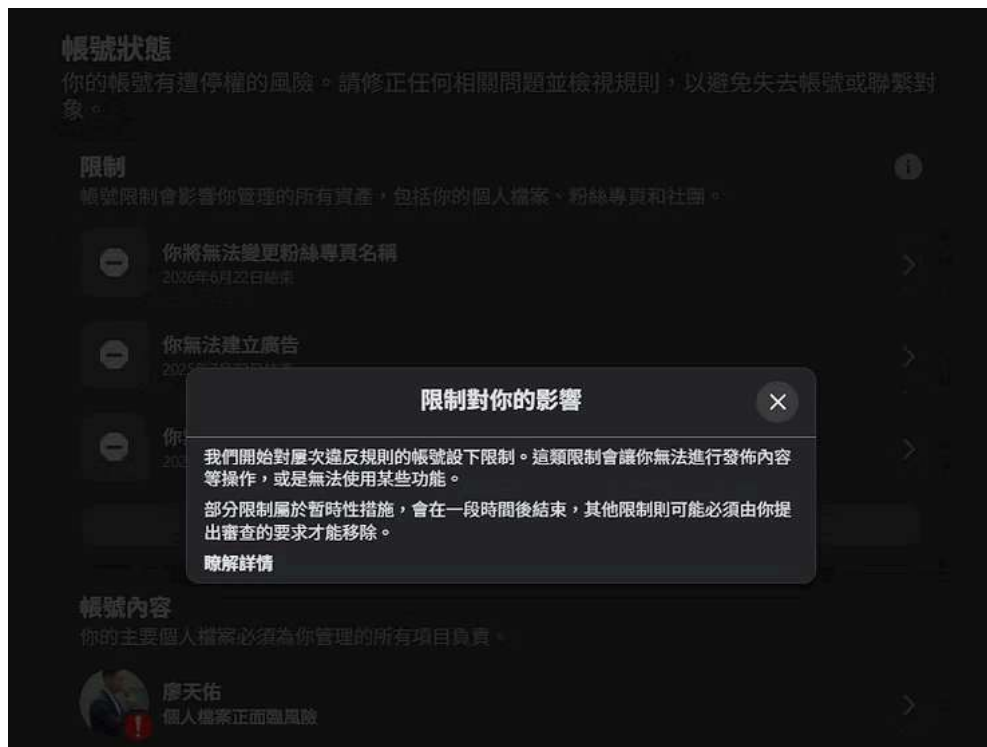 帳號狀態
你的帳號有遭停權的風險。請修正任何相關問題並檢視規則，以避免失去帳號或聯繫對
象。
限制
帳號限制會影響你管理的所有資產，包括你的個人檔案、粉絲專頁和社團。
你將無法變更粉絲專頁名稱
2026年6月22日結束
你無法建立廣告
限制對你的影響
我們開始對屢次違反規則的帳號設下限制。這類限制會讓你無法進行發佈內容
等操作，或是無法使用某些功能。
部分限制屬於暫時性措施，會在一段時間後結束，其他限制則可能必須由你提
出審查的要求才能移除。
瞭解詳情
帳號內容
你的主要個人檔案必須為你管理的所有項目負責。
廖天佑
個人檔案正面臨風險